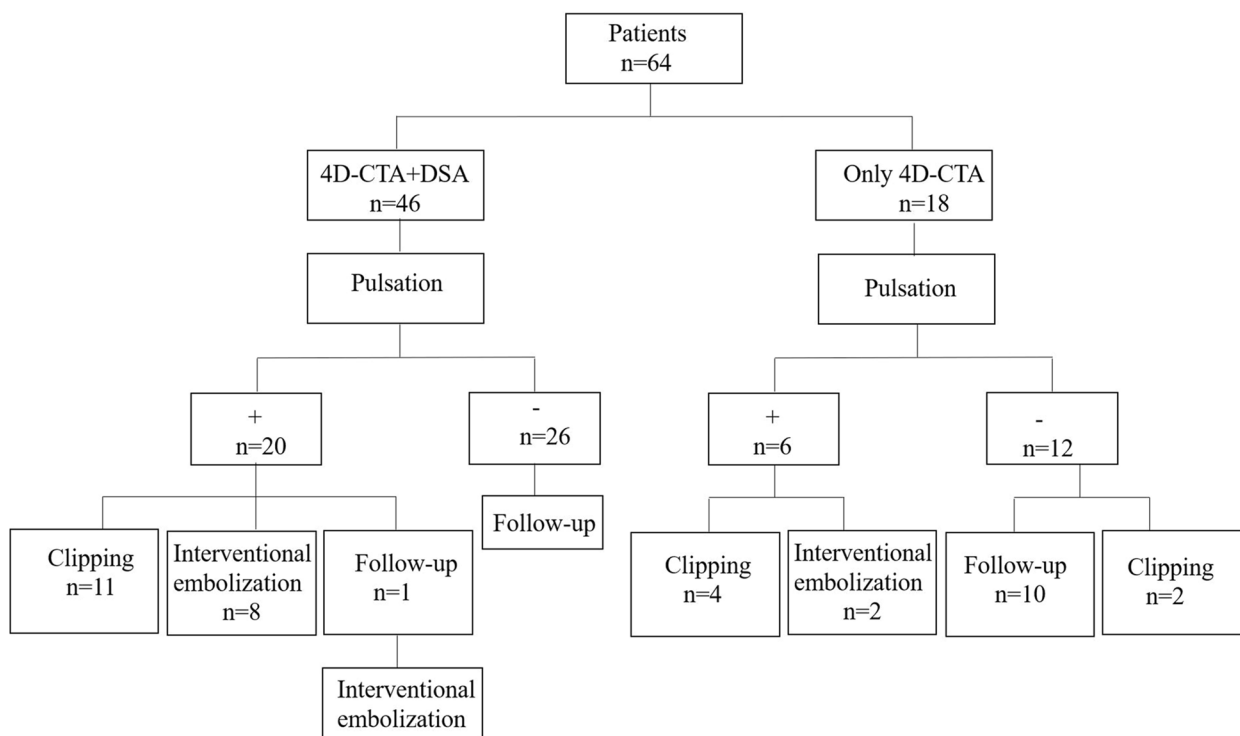 Patients
n=64
4D-CTA+DSA
n=46
Only 4D-CTA
n=18
Pulsation
Pulsation
+
n=20
-
n=26
+
n=6
-
n=12
Clipping
n=11
Interventional
embolization
n=8
Follow-up
n=1
Follow-up
Clipping
n=4
Interventional
embolization
n=2
Follow-up
n=10
Clipping
n=2
Interventional
embolization